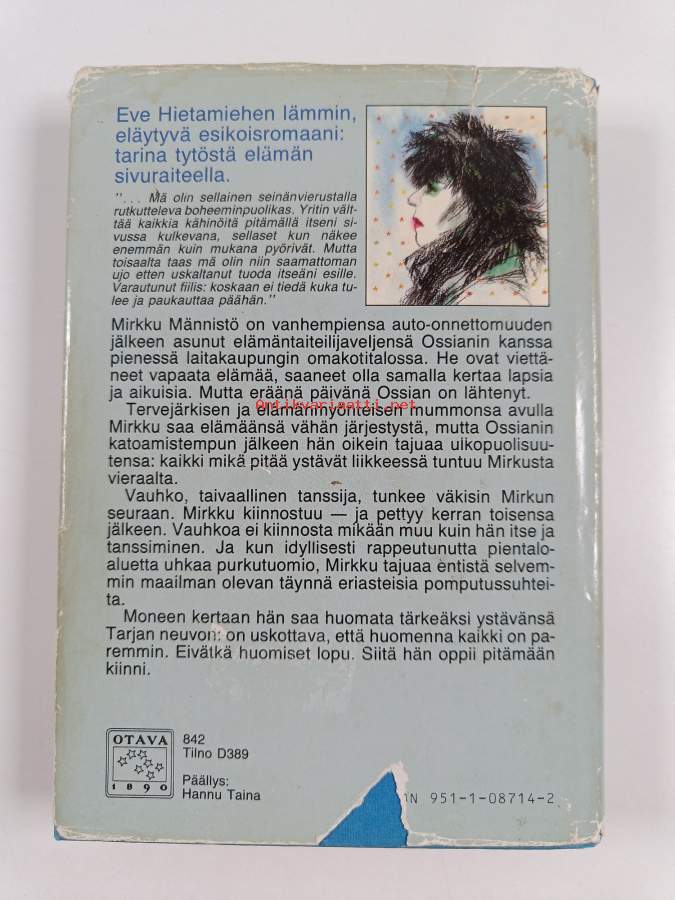 Eve Hietamiehen lämmin,
eläytyvä esikoisromaani:
tarina tytöstä elämän
sivuraiteella.
"... Mä olin sellainen seinänvierustalla
rutkutteleva boheeminpuolikas. Yritin vält-
tää kaikkia kähinöitä pitämällä itseni si-
vussa kulkevana, sellaset kun näkee
enemmän kuin mukana pyörivät. Mutta
toisaalta taas mä olin niin saamattoman
ujo etten uskaltanut tuoda itseäni esille.
Varautunut fiilis: koskaan ei tiedä kuka tu-
lee ja paukauttaa päähän."
Mirkku Männistö on vanhempiensa auto-onnettomuuden
jälkeen asunut elämäntaiteilijaveljensä Ossianin kanssa
pienessä laitakaupungin omakotitalossa. He ovat viettä-
neet vapaata elämää, saaneet olla samalla kertaa lapsia
ja aikuisia. Mutta eräänä päivänä Ossian on lähtenyt.
Antikvariaatti.net
Tervejärkisen ja elämänmyönteisen mummonsa avulla
Mirkku saa elämäänsä vähän järjestystä, mutta Ossianin
katoamistempun jälkeen hän oikein tajuaa ulkopuolisuu-
tensa: kaikki mikä pitää ystävät liikkeessä tuntuu Mirkusta
vieraalta.
Vauhko, taivaallinen tanssija, tunkee väkisin Mirkun
seuraan. Mirkku kiinnostuu — ja pettyy kerran toisensa
jälkeen. Vauhkoa ei kiinnosta mikään muu kuin hän itse ja
tanssiminen. Ja kun idyllisesti rappeutunutta pientalo-
aluetta uhkaa purkutuomio, Mirkku tajuaa entistä selvem-
min maailman olevan täynnä eriasteisia pomputussuhtei-
ta.
Moneen kertaan hän saa huomata tärkeäksi ystävänsä
Tarjan neuvon: on uskottava, että huomenna kaikki on pa-
remmin. Eivätkä huomiset lopu. Siitä hän oppii pitämään
kiinni.
OTAVA
1890
842
Tilno D389
Päällys:
Hannu Taina
N 951-1-08714-2